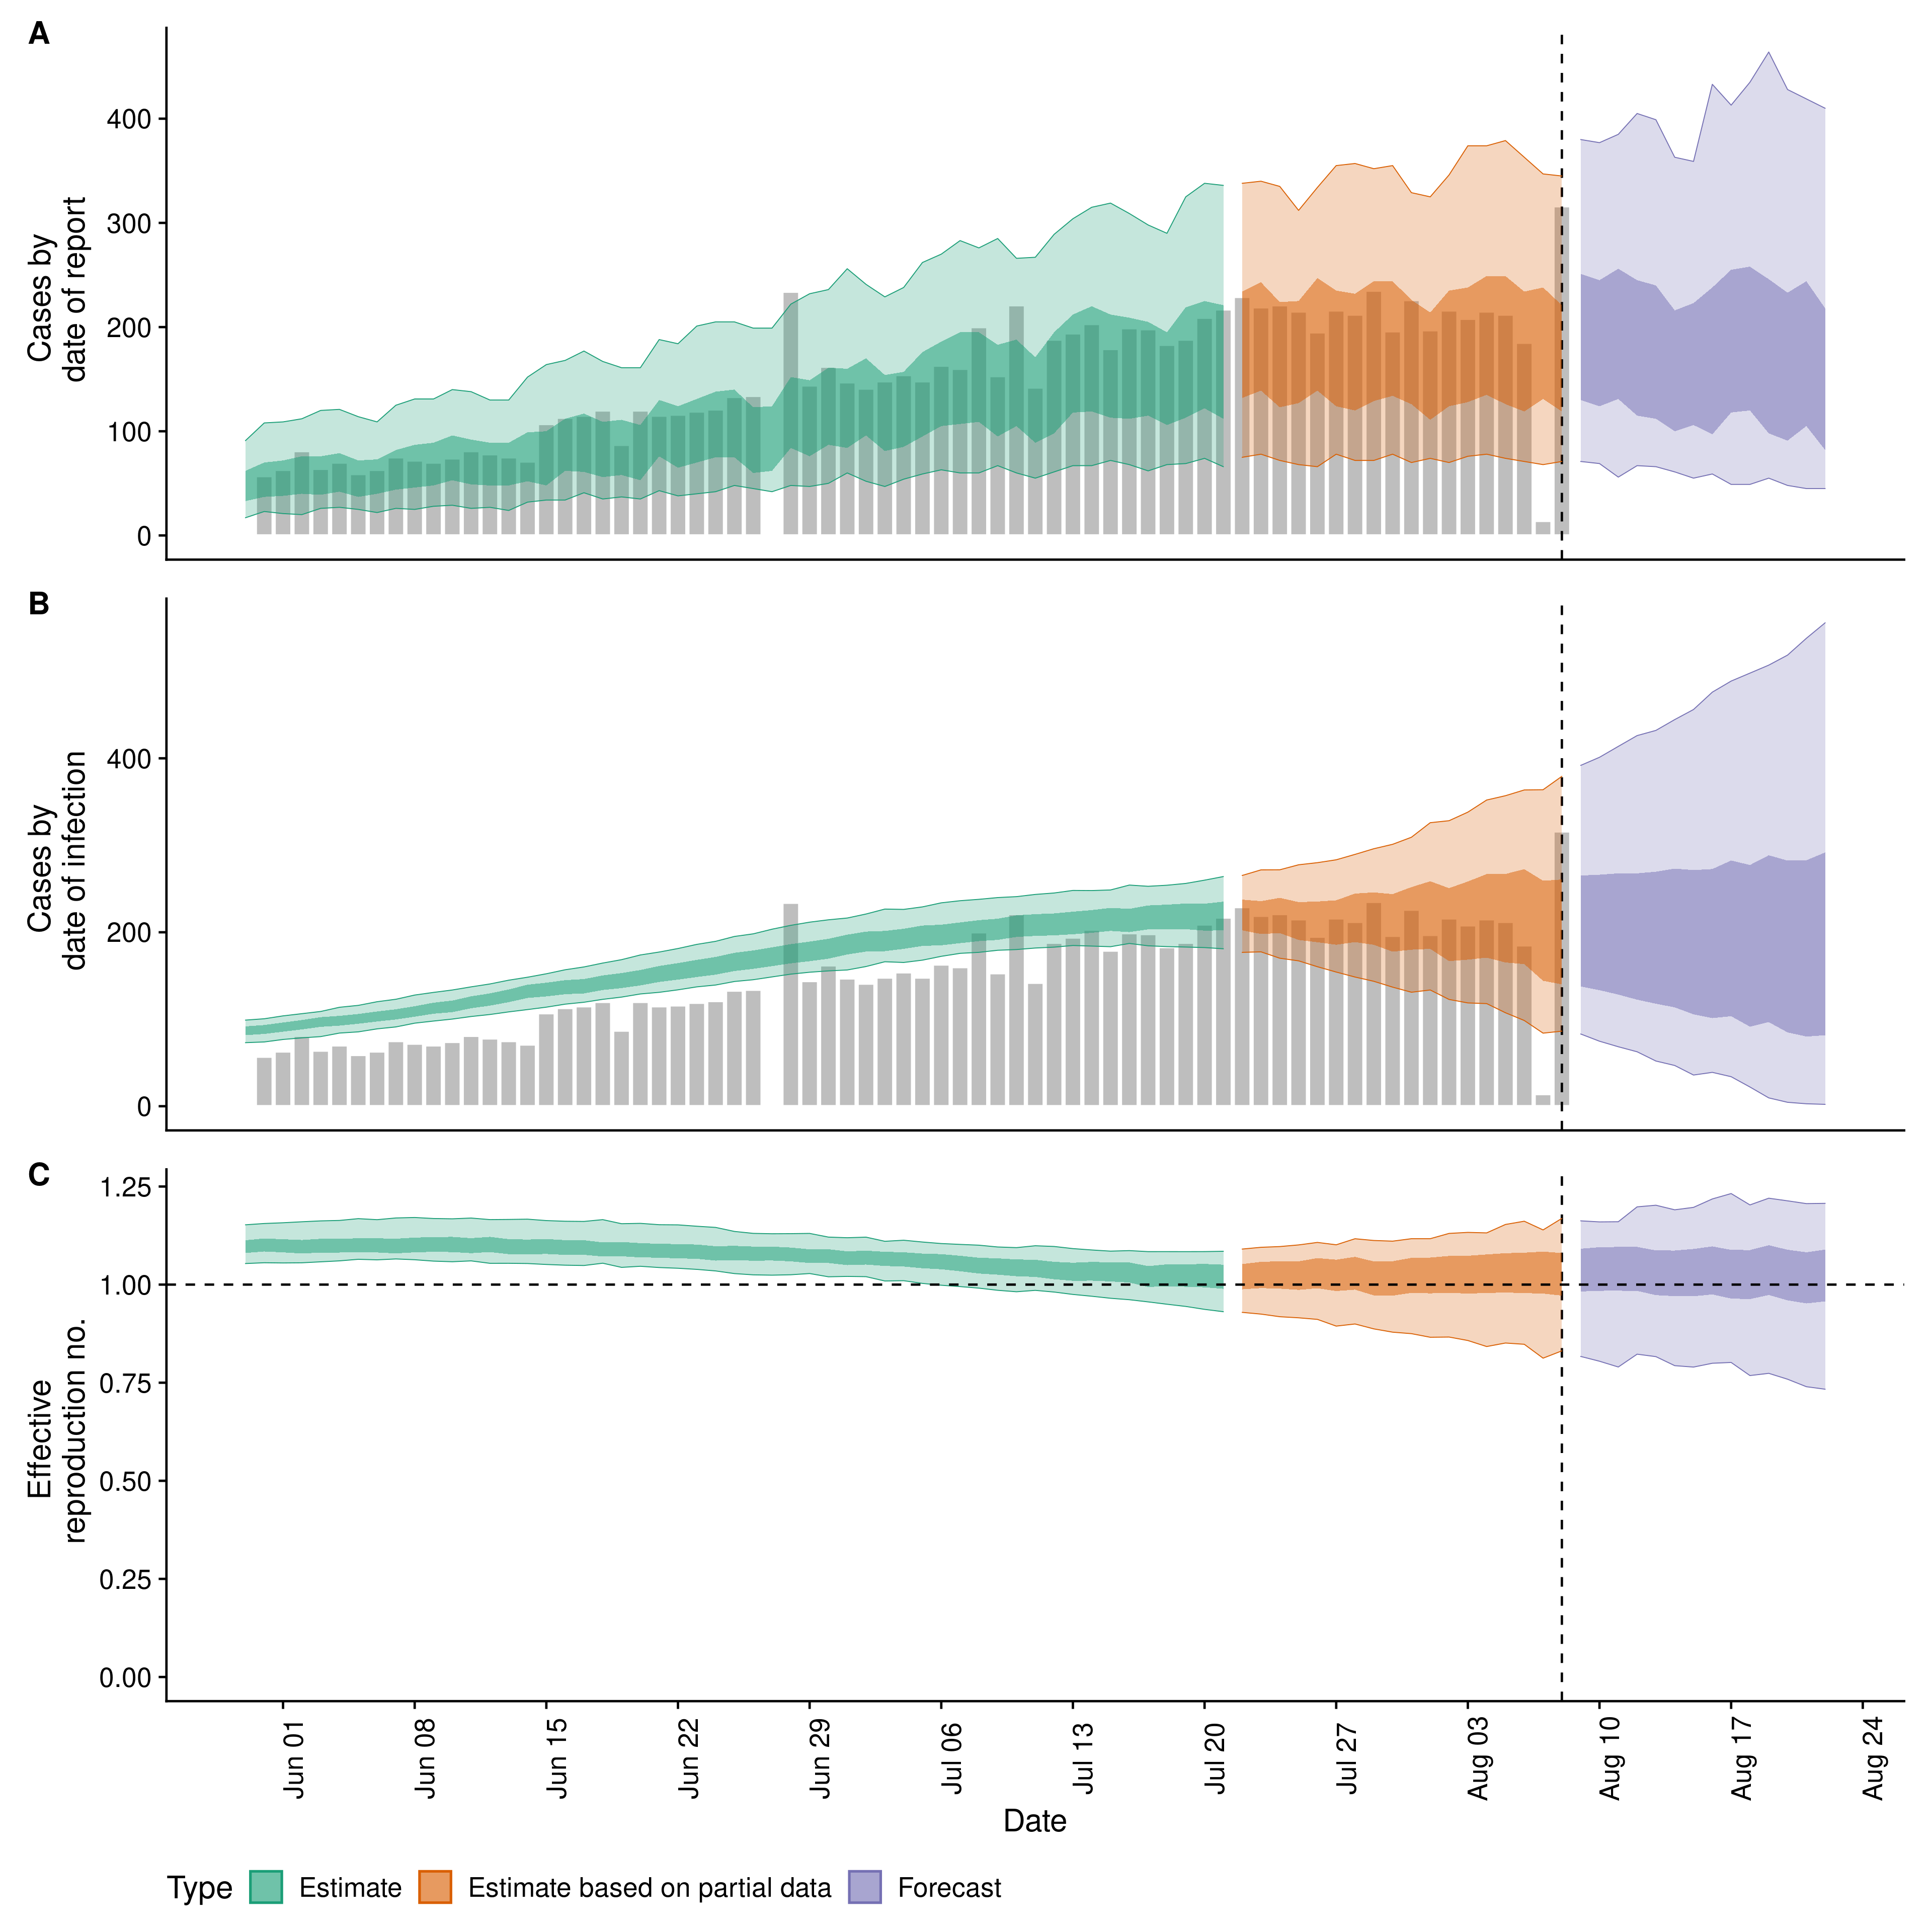 A
Cases by
date of report
400
300
200
100
0
B
Cases by
date of infection
400
200
0
C
Effective
reproduction no.
1.25
1.00
0.75
0.50
0.25
0.00
Jun 01
Jun 08
Jun 15
Jun 22
Jun 29
Jul 06
Jul 13
Jul 20
Jul 27
Aug 03
Aug 10
Aug 17
Aug 24
Date
Type Estimate Estimate based on partial data Forecast